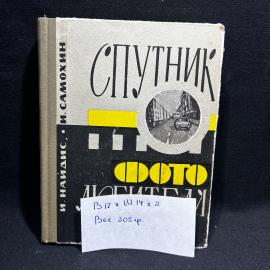 И. НАЙДИС, • И. САМОХИН
СПУТНИК
ФОТО
ЛЮБИТЕЛЯ
В 17 х Ш 14 х 2
Вес: 305 гр.